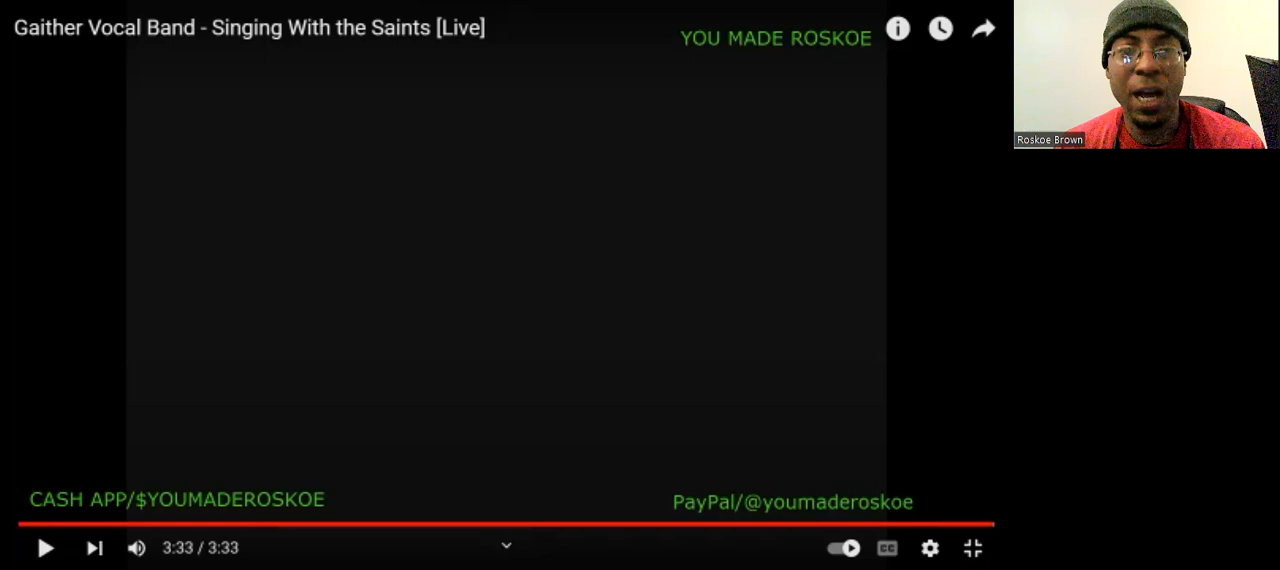 Gaither Vocal Band - Singing With the Saints [Live]
YOU MADE ROSKOE
Roskoe Brown
CASH APP/$YOUMADEROSKOE
PayPal/@youmaderoskoe
3:33 / 3:33
CC